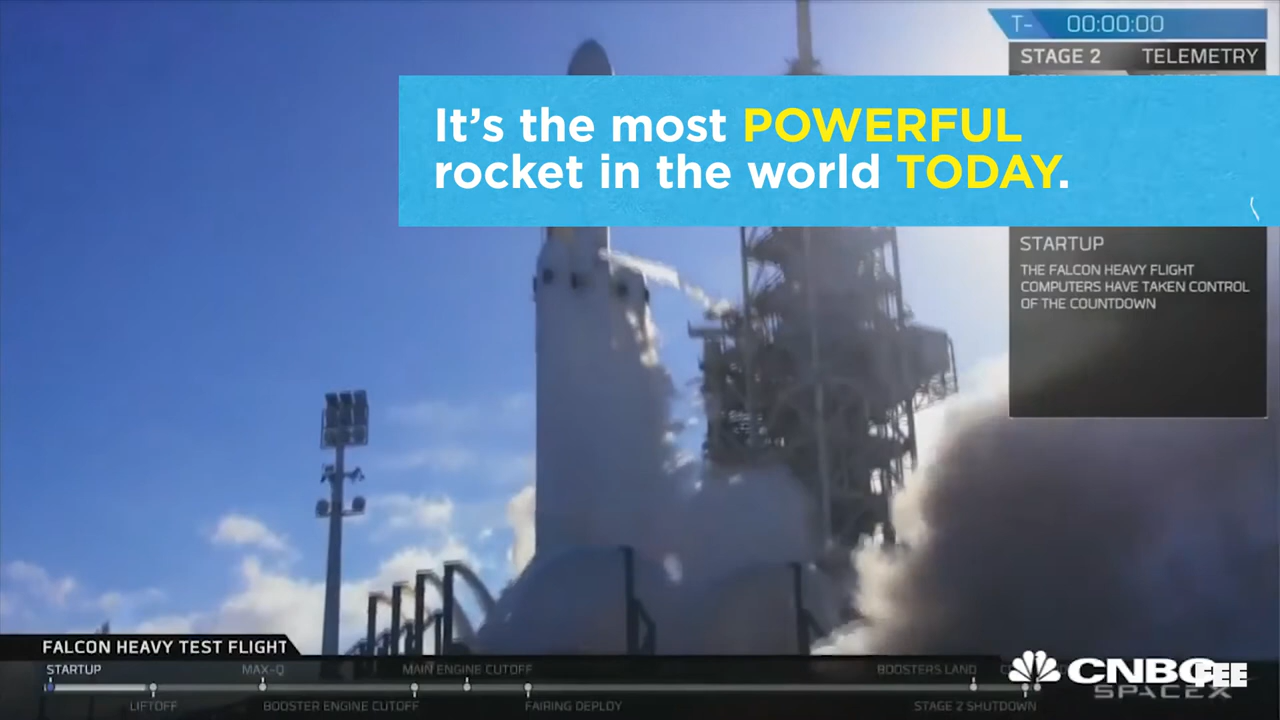 T- 00:00:00
STAGE 2 TELEMETRY
It's the most POWERFUL
rocket in the world TODAY.
STARTUP
THE FALCON HEAVY FLIGHT
COMPUTERS HAVE TAKEN CONTROL
OF THE COUNTDOWN
FALCON HEAVY TEST FLIGHT
STARTUP MAX-Q MAIN ENGINE CUTOFF BOOSTERS LAND
LIFTOFF BOOSTER ENGINE CUTOFF FAIRING DEPLOY STAGE 2 SHUTDOWN
CNBC FEE
SPACEX